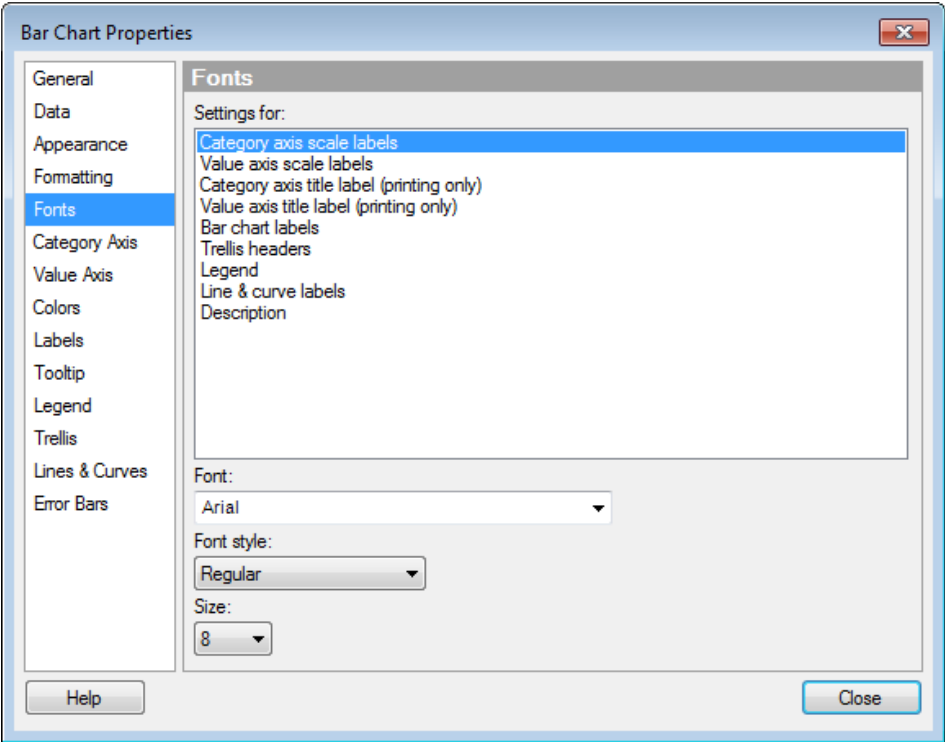 Bar Chart Properties
General
Data
Appearance
Formatting
Fonts
Category Axis
Value Axis
Colors
Labels
Tooltip
Legend
Trellis
Lines & Curves
Error Bars
Fonts
Settings for:
Category axis scale labels
Value axis scale labels
Category axis title label (printing only)
Value axis title label (printing only)
Bar chart labels
Trellis headers
Legend
Line & curve labels
Description
Font:
Arial
Font style:
Regular
Size:
8
Help
Close